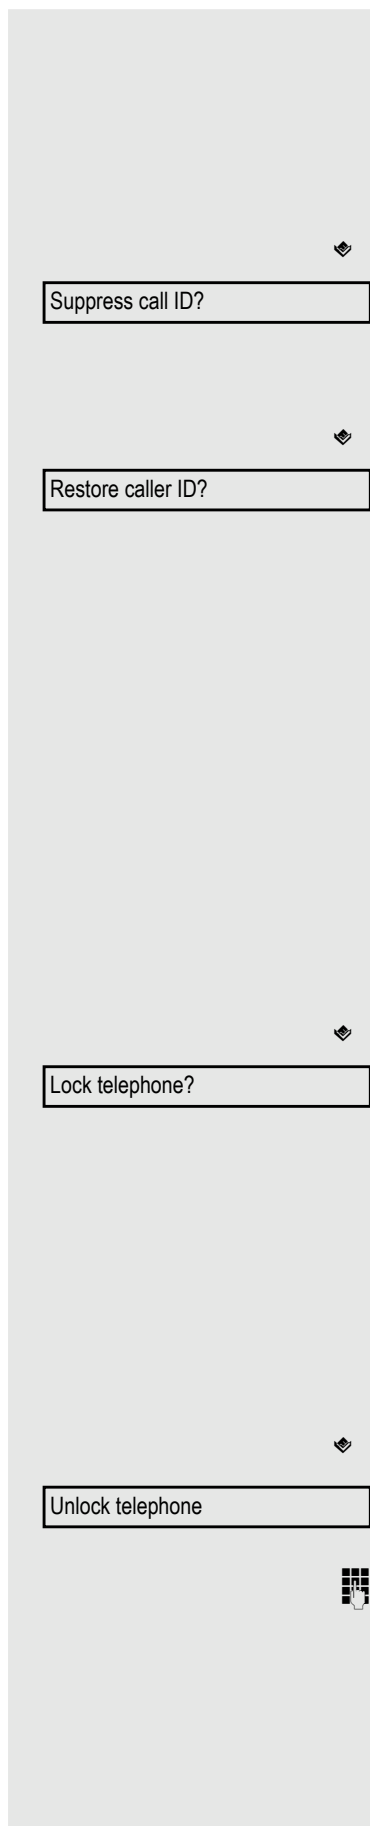 Suppress call ID?
Restore caller ID?
Lock telephone?
Unlock telephone